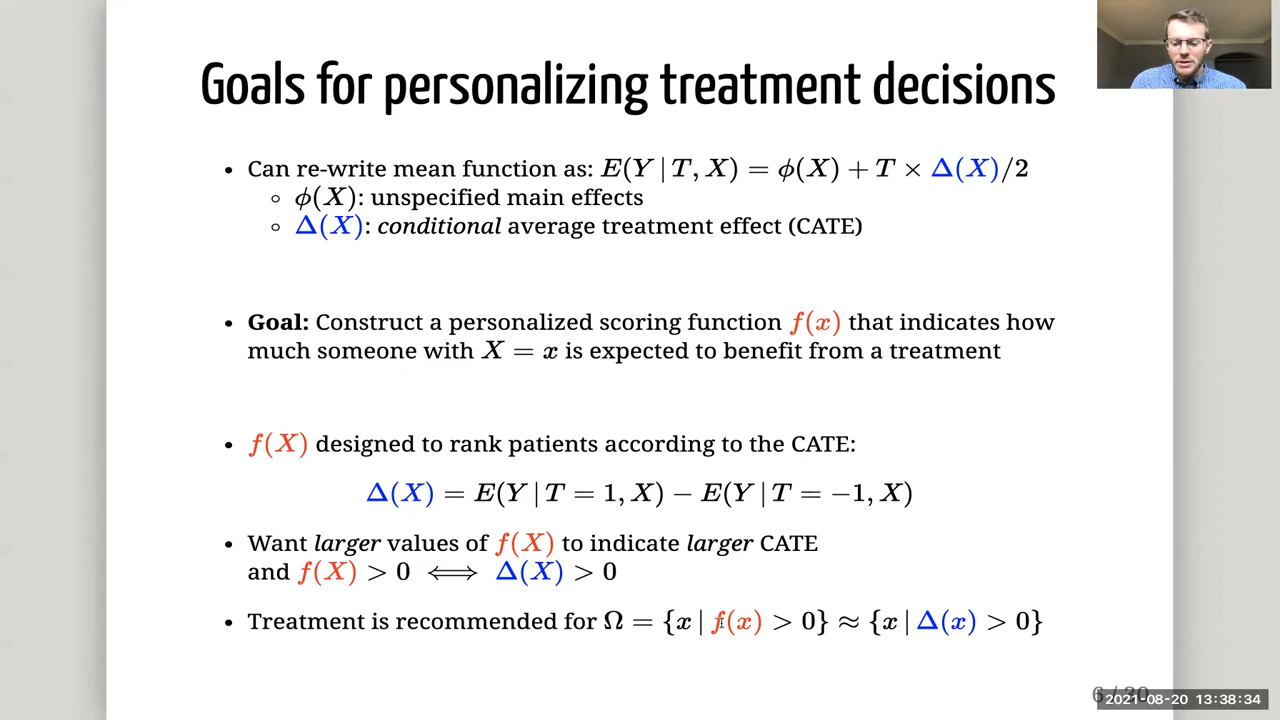 Goals for personalizing treatment decisions
• Can re-write mean function as: E(Y | T, X) = ϕ(X) + T × Δ(X)/2
∘ ϕ(X): unspecified main effects
∘ Δ(X): conditional average treatment effect (CATE)
• Goal: Construct a personalized scoring function f(x) that indicates how
much someone with X = x is expected to benefit from a treatment
• f(X) designed to rank patients according to the CATE:
Δ(X) = E(Y | T = 1, X) − E(Y | T = −1, X)
• Want larger values of f(X) to indicate larger CATE
and f(X) > 0 ⟺ Δ(X) > 0
• Treatment is recommended for Ω = {x | f(x) > 0} ≈ {x | Δ(x) > 0}
6 / 30
2021-08-20 13:38:34